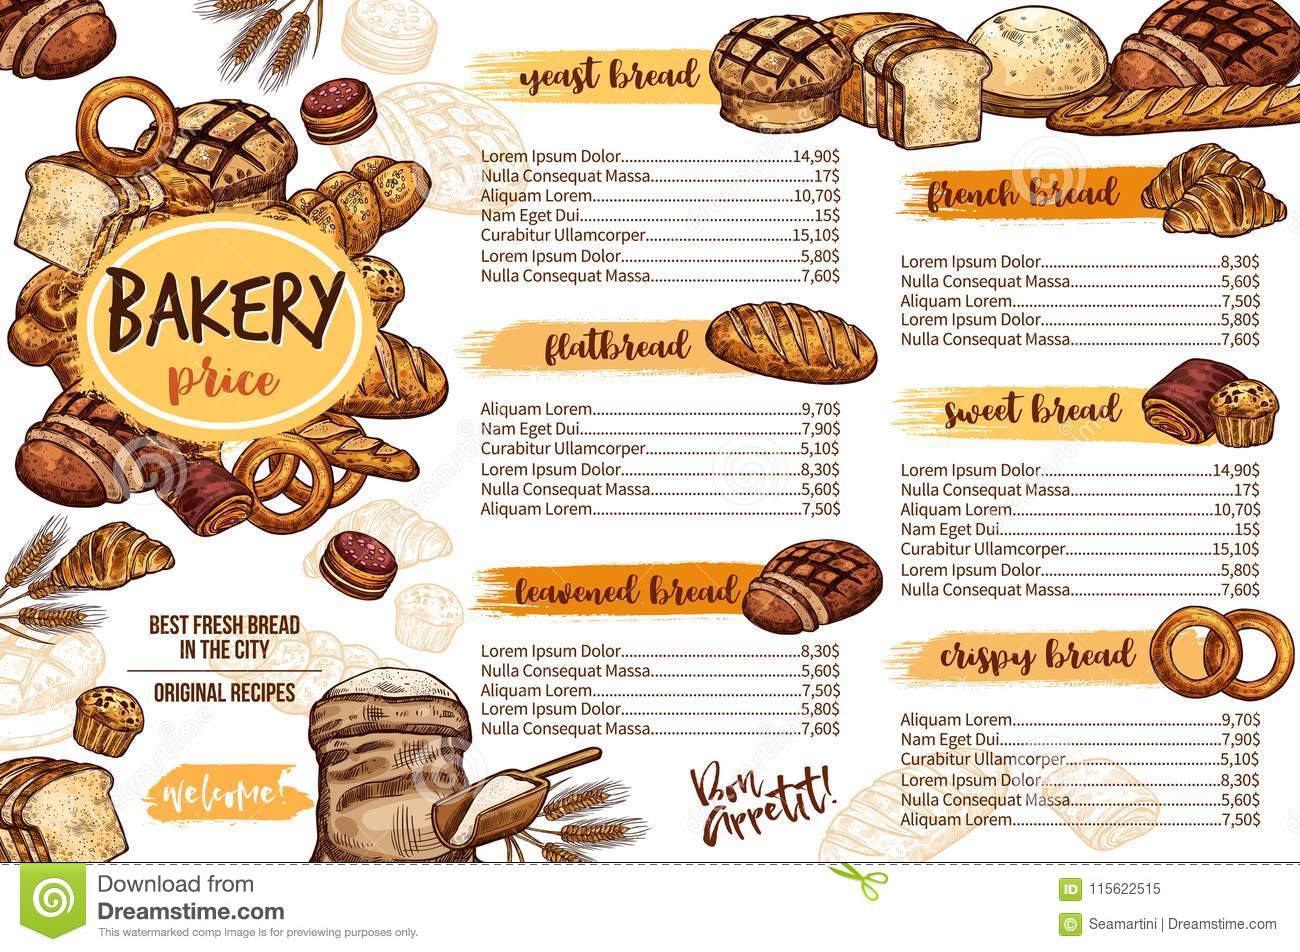 BAKERY
price
BEST FRESH BREAD
IN THE CITY
ORIGINAL RECIPES
welcome!
yeast bread
Lorem Ipsum Dolor.......................................14,90$
Nulla Consequat Massa.......................................17$
Aliquam Lorem.......................................10,70$
Nam Eget Dui.......................................15$
Curabitur Ullamcorper.......................................15,10$
Lorem Ipsum Dolor.......................................5,80$
Nulla Consequat Massa.......................................7,60$
flatbread
Aliquam Lorem.......................................9,70$
Nam Eget Dui.......................................7,90$
Curabitur Ullamcorper.......................................5,10$
Lorem Ipsum Dolor.......................................8,30$
Nulla Consequat Massa.......................................5,60$
Aliquam Lorem.......................................7,50$
leavened bread
Lorem Ipsum Dolor.......................................8,30$
Nulla Consequat Massa.......................................5,60$
Aliquam Lorem.......................................7,50$
Lorem Ipsum Dolor.......................................5,80$
Nulla Consequat Massa.......................................7,60$
Bon
Appetit!
french bread
Lorem Ipsum Dolor.......................................8,30$
Nulla Consequat Massa.......................................5,60$
Aliquam Lorem.......................................7,50$
Lorem Ipsum Dolor.......................................5,80$
Nulla Consequat Massa.......................................7,60$
sweet bread
Lorem Ipsum Dolor.......................................14,90$
Nulla Consequat Massa.......................................17$
Aliquam Lorem.......................................10,70$
Nam Eget Dui.......................................15$
Curabitur Ullamcorper.......................................15,10$
Lorem Ipsum Dolor.......................................5,80$
Nulla Consequat Massa.......................................7,60$
crispy bread
Aliquam Lorem.......................................9,70$
Nam Eget Dui.......................................7,90$
Curabitur Ullamcorper.......................................5,10$
Lorem Ipsum Dolor.......................................8,30$
Nulla Consequat Massa.......................................5,60$
Aliquam Lorem.......................................7,50$
Download from
Dreamstime.com
This watermarked comp image is for previewing purposes only.
ID 115622515
© Seamartini | Dreamstime.com